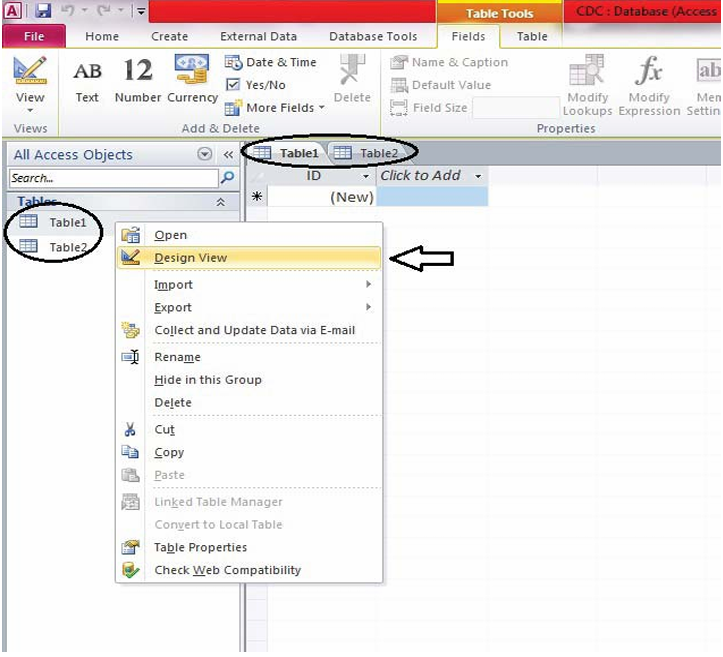 A
Table Tools
CDC : Database (Access
File Home Create External Data Database Tools Fields Table
View
Views
AB
Text
12
Number
Currency
Date & Time
Yes/No
More Fields
Delete
Add & Delete
Name & Caption
Default Value
Field Size
Modify
Lookups
fx
Modify
Expression
ab
Mem
Settin
Properties
All Access Objects
Search...
Tables
Table1
Table2
Table1 Table2
ID Click to Add
* (New)
Open
Design View
Import
Export
Collect and Update Data via E-mail
Rename
Hide in this Group
Delete
Cut
Copy
Paste
Linked Table Manager
Convert to Local Table
Table Properties
Check Web Compatibility